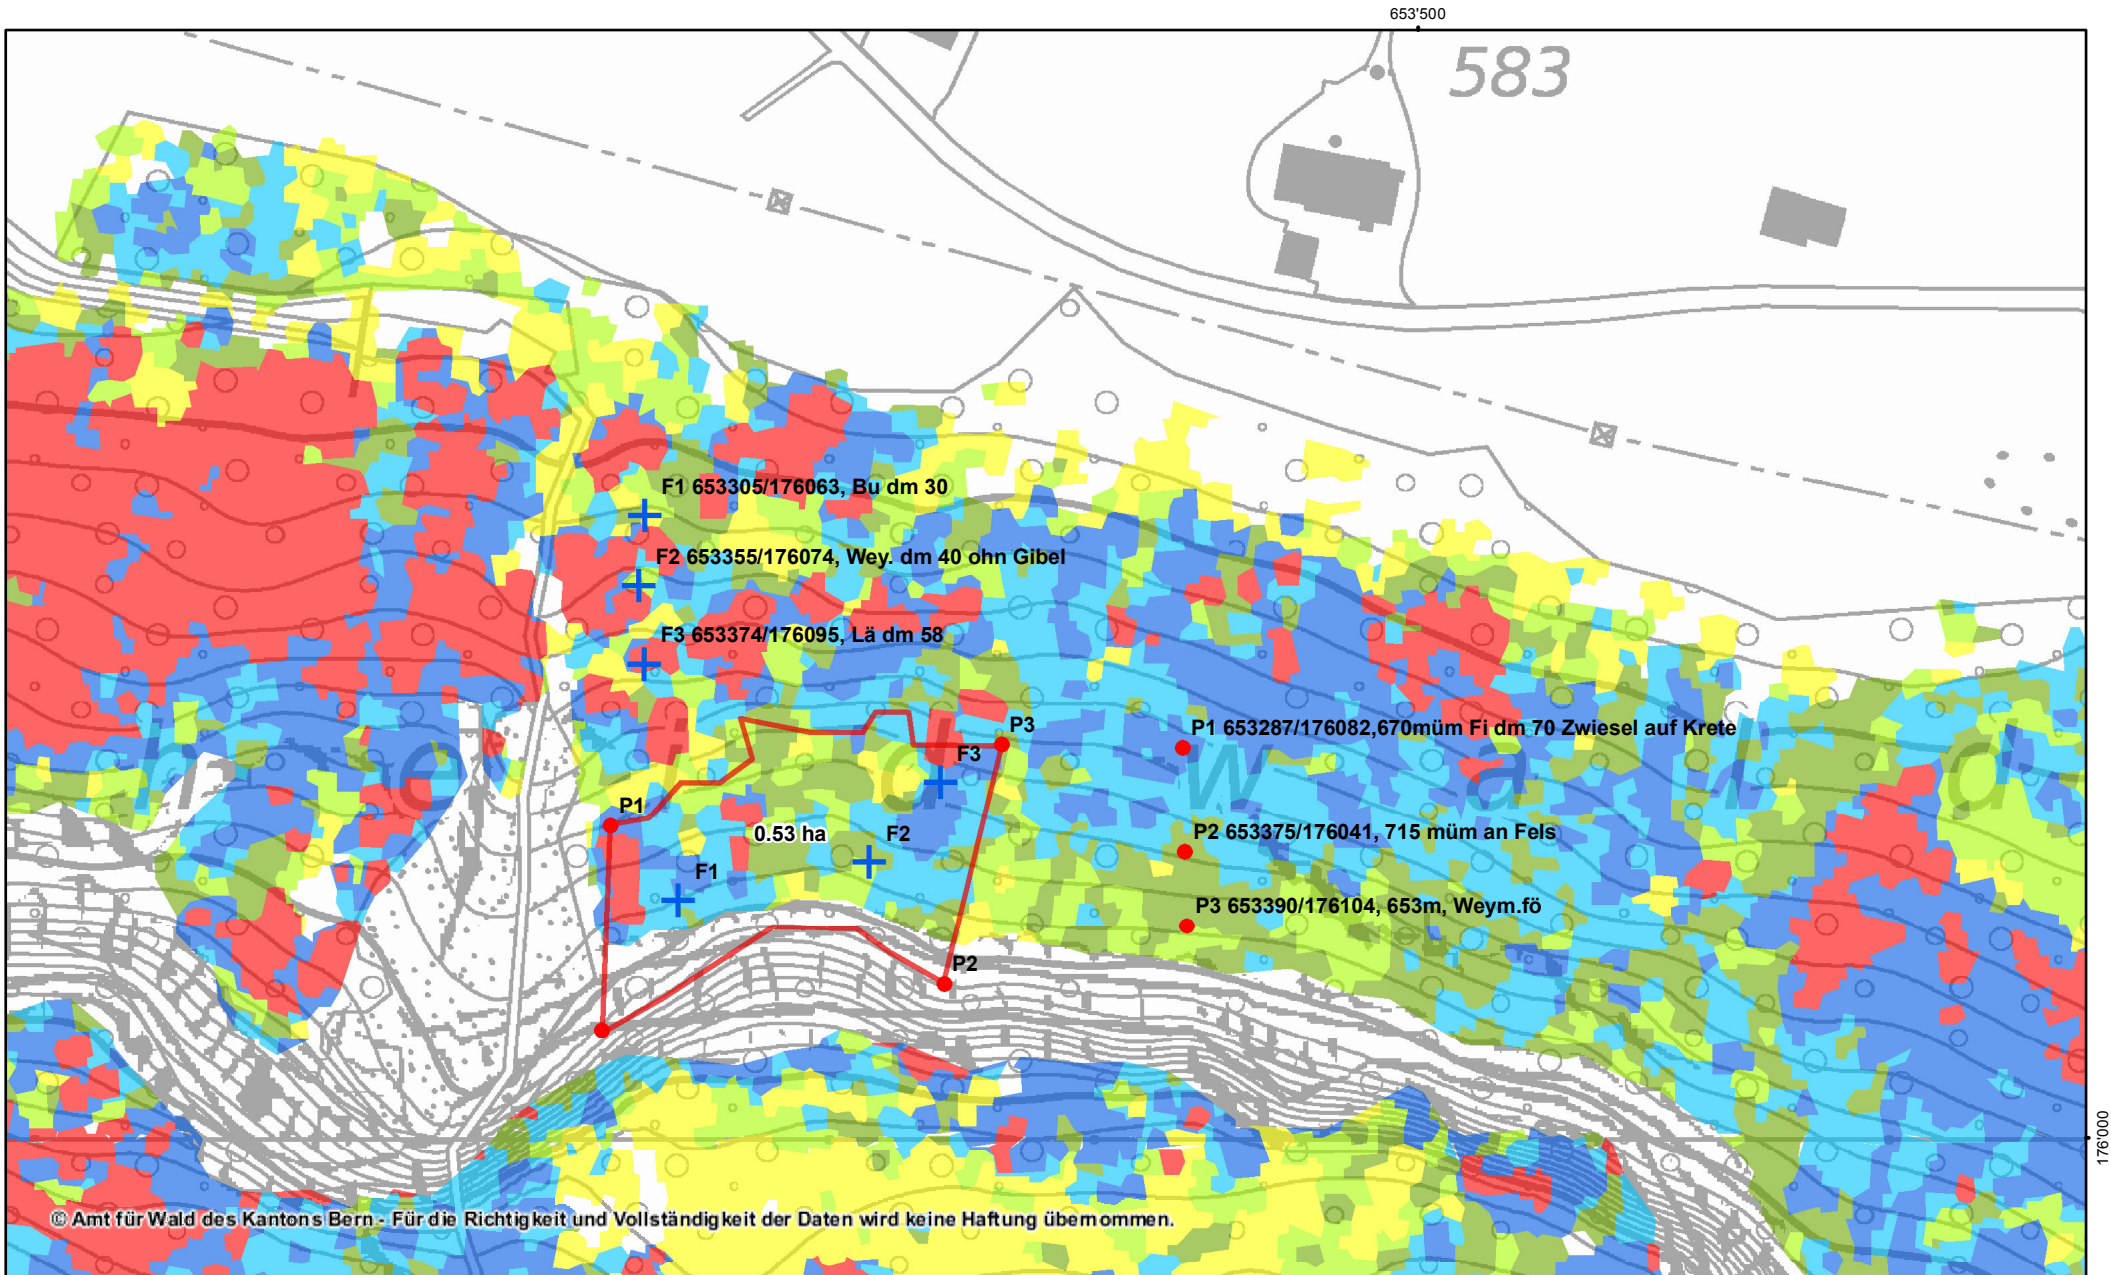 653'500
583
F1 653305/176063, Bu dm 30
F2 653355/176074, Wey. dm 40 ohn Gibel
F3 653374/176095, Lä dm 58
P3
P1 653287/176082,670müm Fi dm 70 Zwiesel auf Krete
F3
P1
0.53 ha
F2
P2 653375/176041, 715 müm an Fels
F1
P3 653390/176104, 653m, Weym.fö
P2
176'000
© Amt für Wald des Kantons Bern - Für die Richtigkeit und Vollständigkeit der Daten wird keine Haftung übernommen.